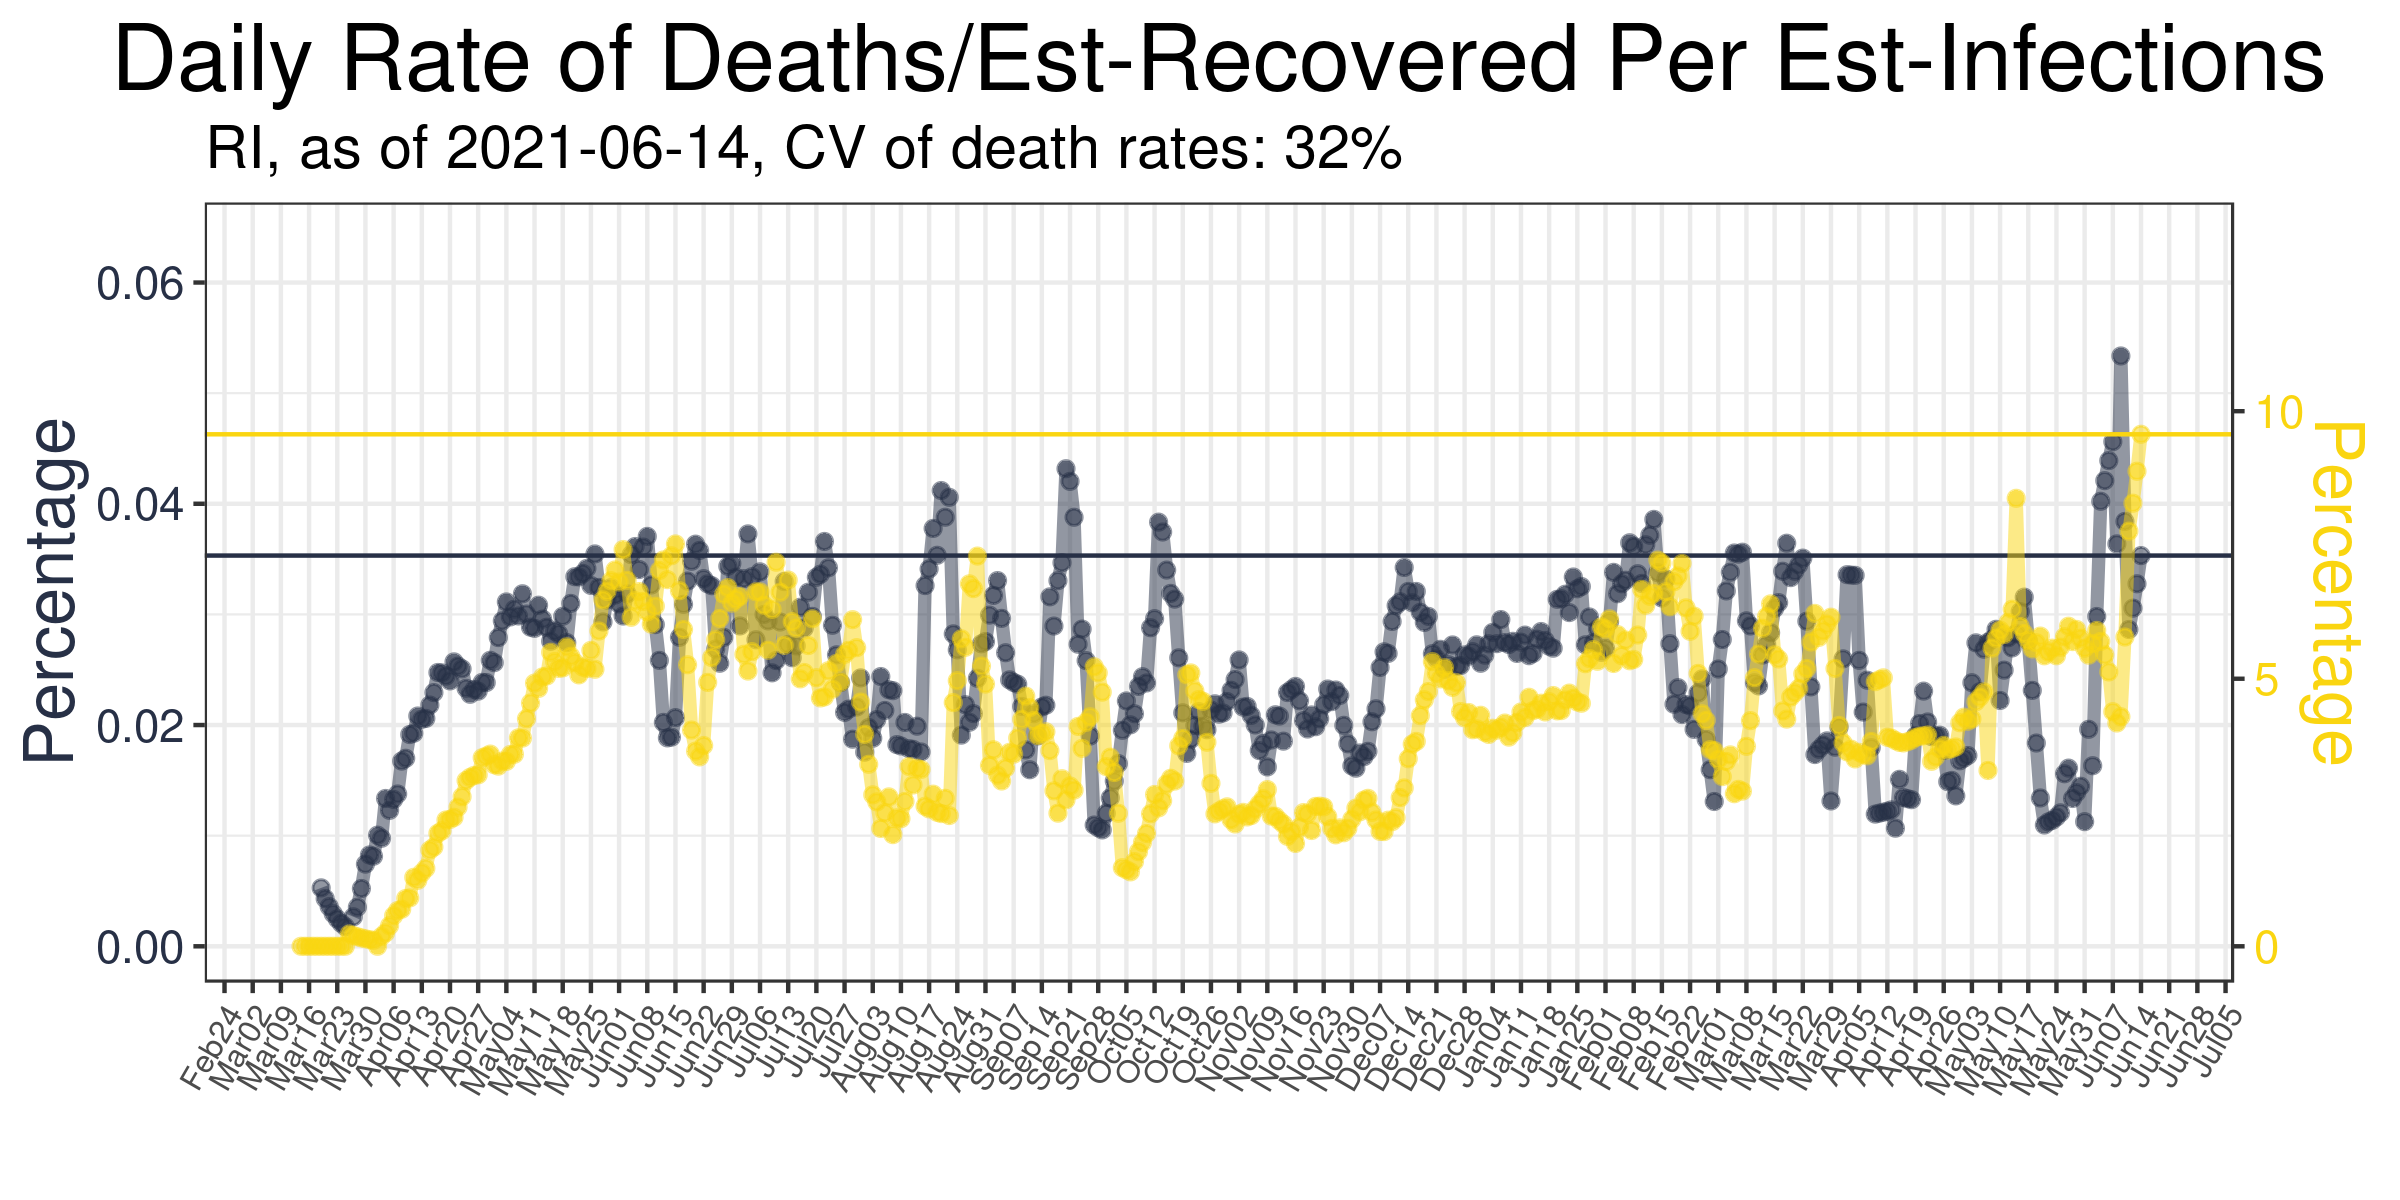 Daily Rate of Deaths/Est-Recovered Per Est-Infections
RI, as of 2021-06-14, CV of death rates: 32%
Percentage
0.06
0.04
0.02
0.00
10
5
0
Percentage
Feb24
Mar02
Mar09
Mar16
Mar23
Mar30
Apr06
Apr13
Apr20
Apr27
May04
May11
May18
May25
Jun01
Jun08
Jun15
Jun22
Jun29
Jul06
Jul13
Jul20
Jul27
Aug03
Aug10
Aug17
Aug24
Aug31
Sep07
Sep14
Sep21
Sep28
Oct05
Oct12
Oct19
Oct26
Nov02
Nov09
Nov16
Nov23
Nov30
Dec07
Dec14
Dec21
Dec28
Jan04
Jan11
Jan18
Jan25
Feb01
Feb08
Feb15
Feb22
Mar01
Mar08
Mar15
Mar22
Mar29
Apr05
Apr12
Apr19
Apr26
May03
May10
May17
May24
May31
Jun07
Jun14
Jun21
Jun28
Jul05